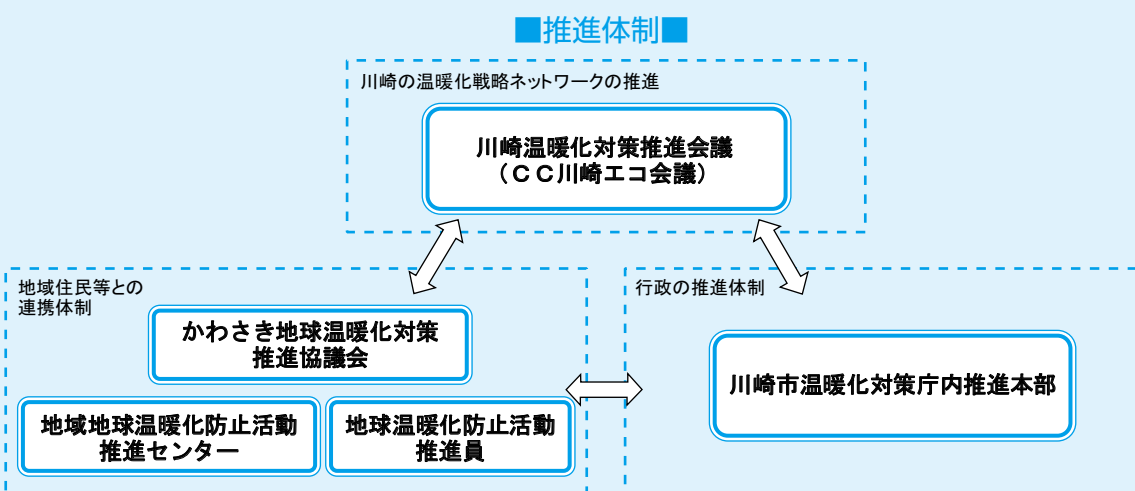 ■推進体制■
川崎の温暖化戦略ネットワークの推進
川崎温暖化対策推進会議
（ＣＣ川崎エコ会議）
地域住民等との
連携体制
かわさき地球温暖化対策
推進協議会
地域地球温暖化防止活動
推進センター
地球温暖化防止活動
推進員
行政の推進体制
川崎市温暖化対策庁内推進本部